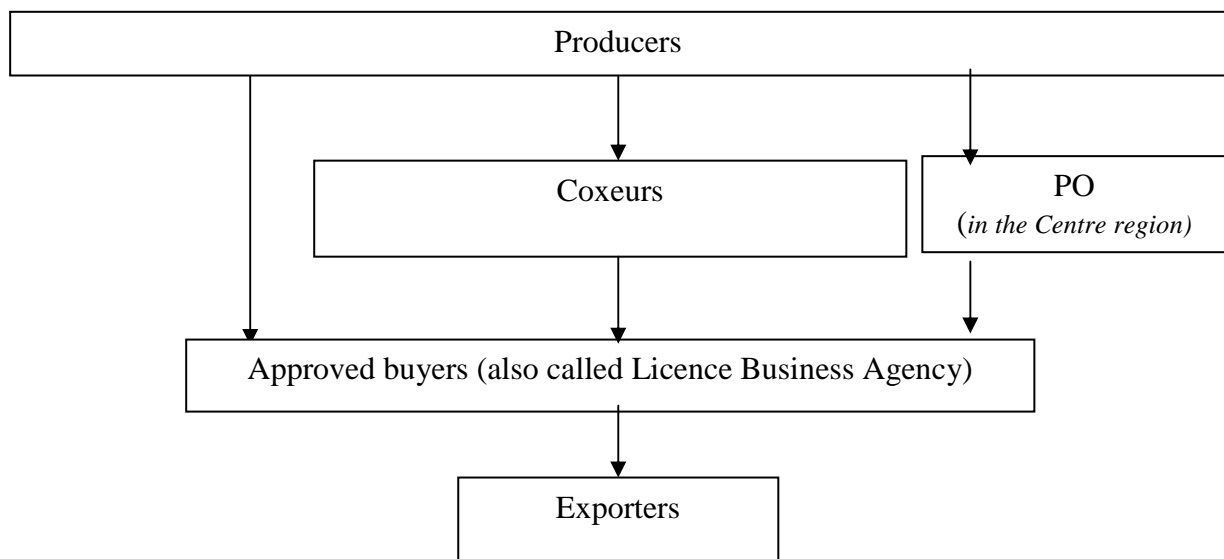 Producers
Coxeurs
PO
(in the Centre region)
Approved buyers (also called Licence Business Agency)
Exporters